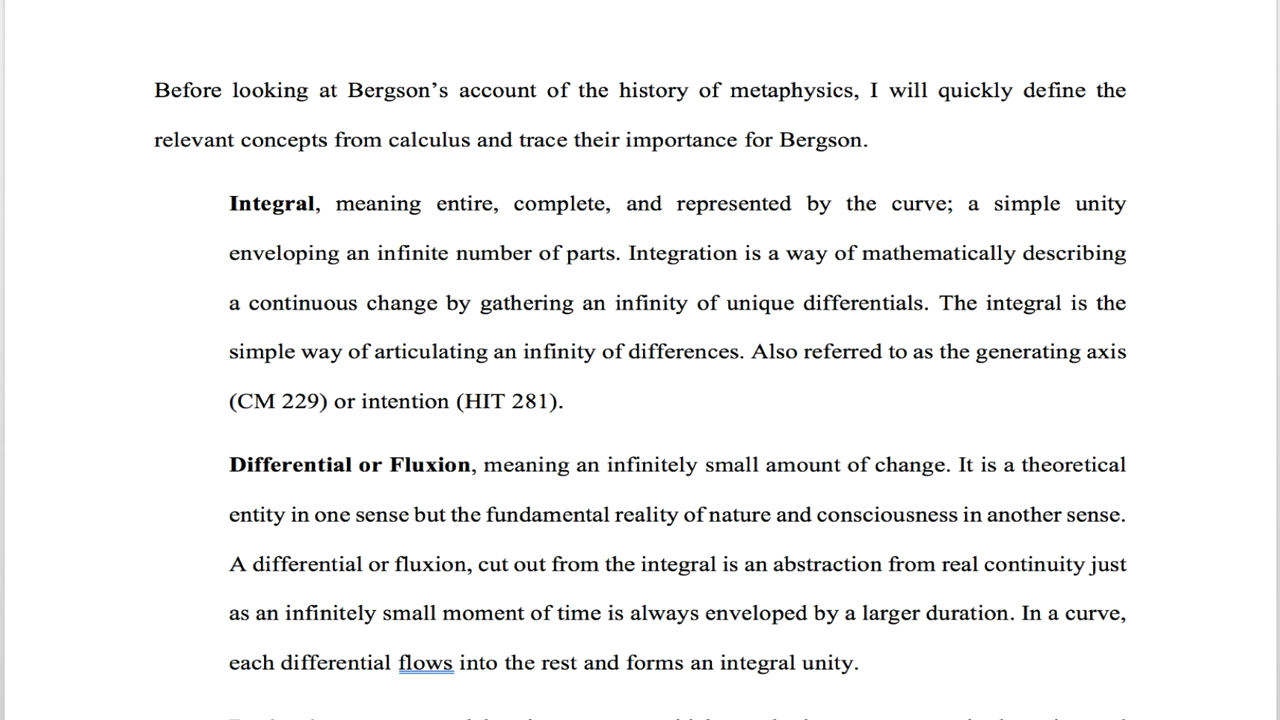 Before looking at Bergson’s account of the history of metaphysics, I will quickly define the
relevant concepts from calculus and trace their importance for Bergson.
Integral, meaning entire, complete, and represented by the curve; a simple unity
enveloping an infinite number of parts. Integration is a way of mathematically describing
a continuous change by gathering an infinity of unique differentials. The integral is the
simple way of articulating an infinity of differences. Also referred to as the generating axis
(CM 229) or intention (HIT 281).
Differential or Fluxion, meaning an infinitely small amount of change. It is a theoretical
entity in one sense but the fundamental reality of nature and consciousness in another sense.
A differential or fluxion, cut out from the integral is an abstraction from real continuity just
as an infinitely small moment of time is always enveloped by a larger duration. In a curve,
each differential flows into the rest and forms an integral unity.